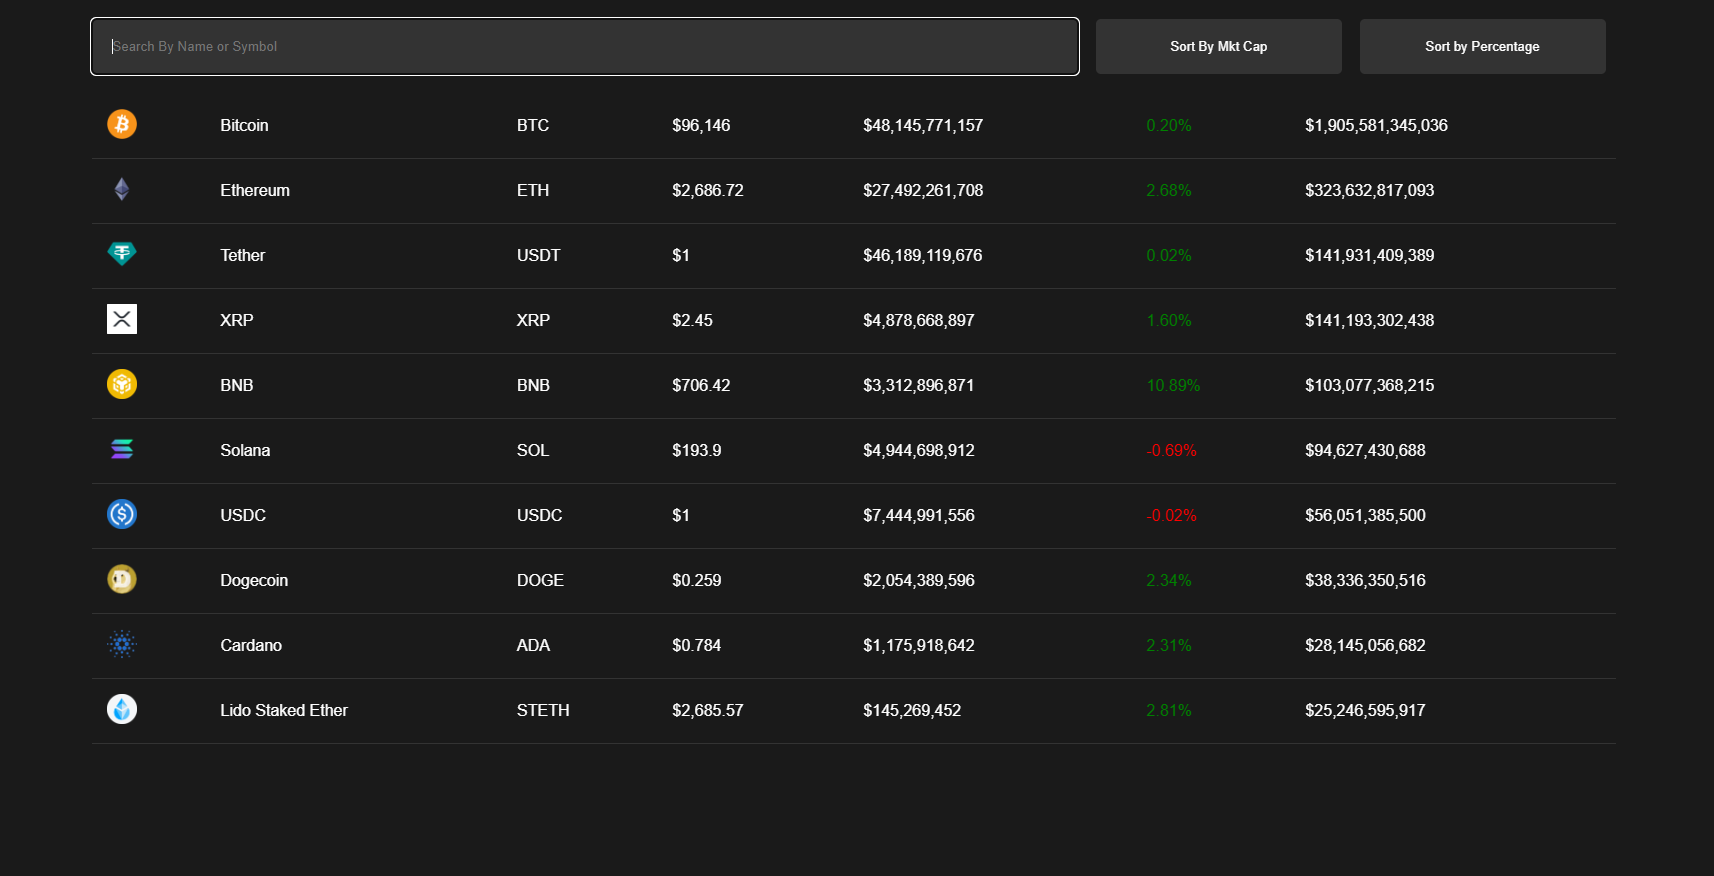 Search By Name or Symbol Sort By Mkt Cap Sort by Percentage
Bitcoin BTC $96,146 $48,145,771,157 0.20% $1,905,581,345,036
Ethereum ETH $2,686.72 $27,492,261,708 2.68% $323,632,817,093
Tether USDT $1 $46,189,119,676 0.02% $141,931,409,389
XRP XRP $2.45 $4,878,668,897 1.60% $141,193,302,438
BNB BNB $706.42 $3,312,896,871 10.89% $103,077,368,215
Solana SOL $193.9 $4,944,698,912 -0.69% $94,627,430,688
USDC USDC $1 $7,444,991,556 -0.02% $56,051,385,500
Dogecoin DOGE $0.259 $2,054,389,596 2.34% $38,336,350,516
Cardano ADA $0.784 $1,175,918,642 2.31% $28,145,056,682
Lido Staked Ether STETH $2,685.57 $145,269,452 2.81% $25,246,595,917